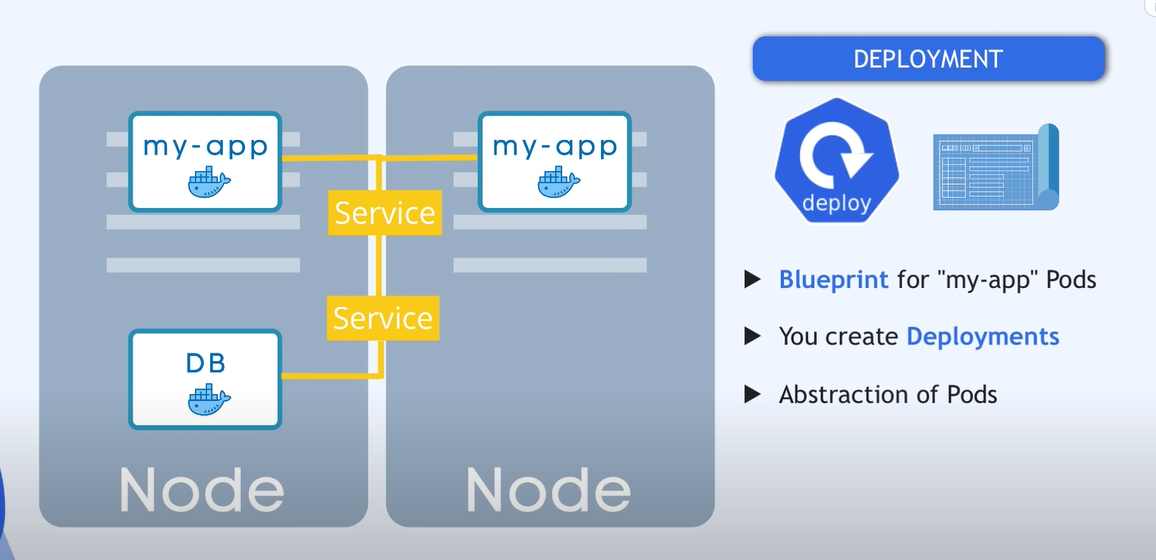 my-app
my-app
Service
Service
DB
Node
Node
DEPLOYMENT
deploy
Blueprint for "my-app" Pods
You create Deployments
Abstraction of Pods